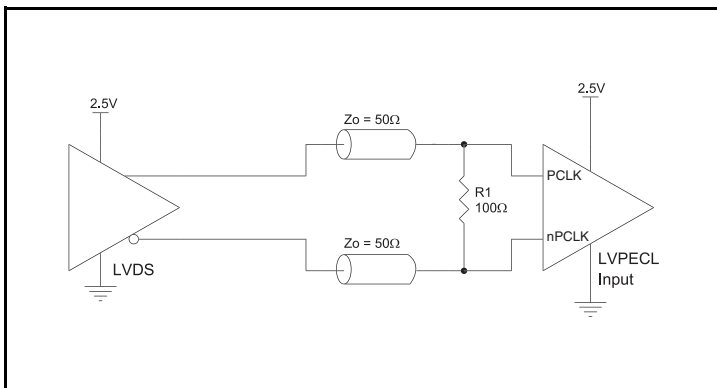 2.5V
2.5V
Zo = 50Ω
PCLK
R1
100Ω
nPCLK
Zo = 50Ω
LVDS
LVPECL
Input